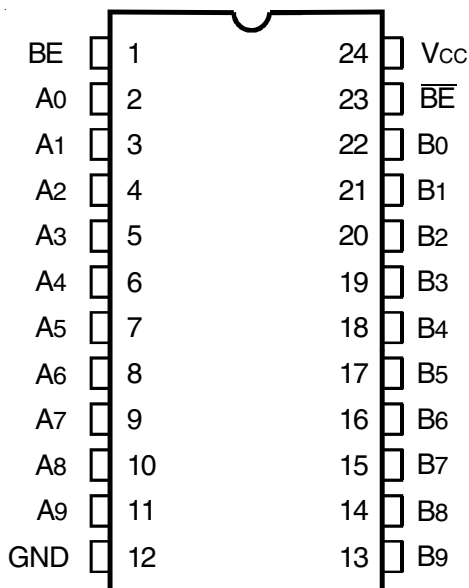 BE 1 24 Vcc
A0 2 23 B̅E̅
A1 3 22 B0
A2 4 21 B1
A3 5 20 B2
A4 6 19 B3
A5 7 18 B4
A6 8 17 B5
A7 9 16 B6
A8 10 15 B7
A9 11 14 B8
GND 12 13 B9